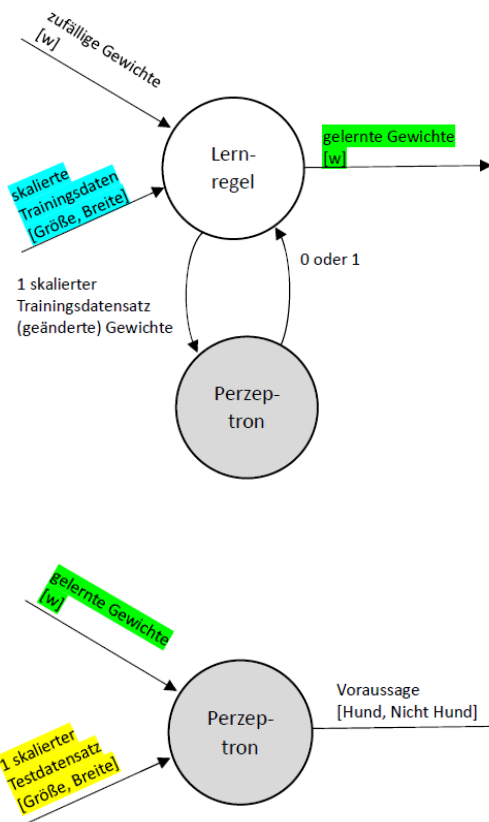 zufällige Gewichte
[w]
skalierte
Trainingsdaten
[Größe, Breite]
Lern-
regel
gelernte Gewichte
[w]
1 skalierter
Trainingsdatensatz
(geänderte) Gewichte
0 oder 1
Perzep-
tron
gelernte Gewichte
[w]
1 skalierter
Testdatensatz
[Größe, Breite]
Perzep-
tron
Voraussage
[Hund, Nicht Hund]